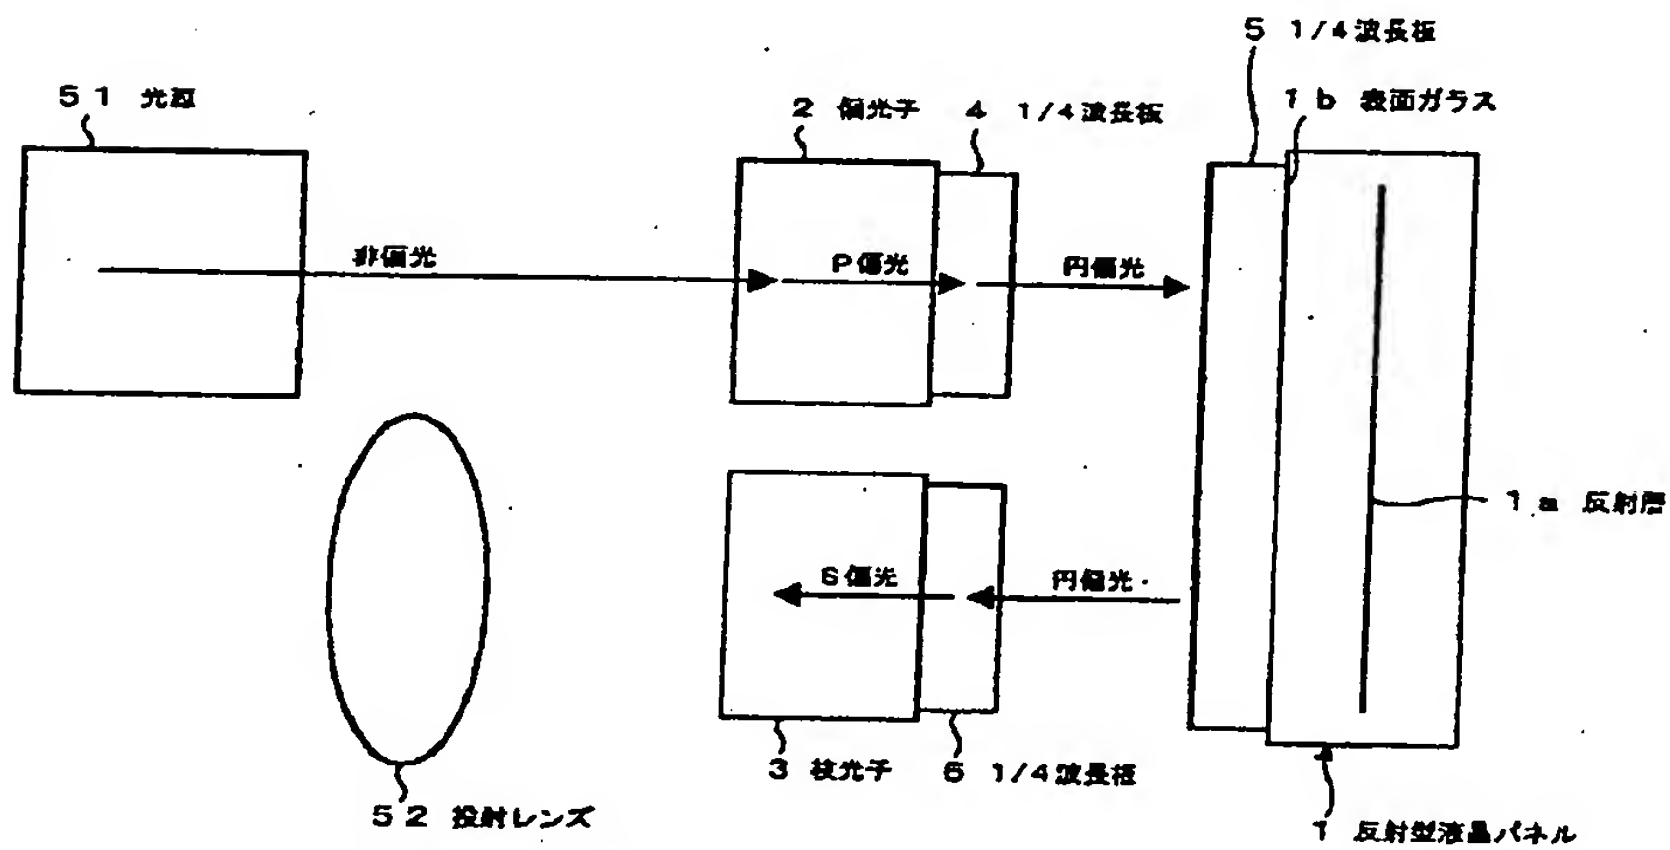 5 1/4波長板
51 光源
2 偏光子
4 1/4波長板
1b 表面ガラス
非偏光
P偏光
円偏光
1a 反射層
S偏光
円偏光
3 検光子
6 1/4波長板
52 投射レンズ
1 反射型液晶パネル